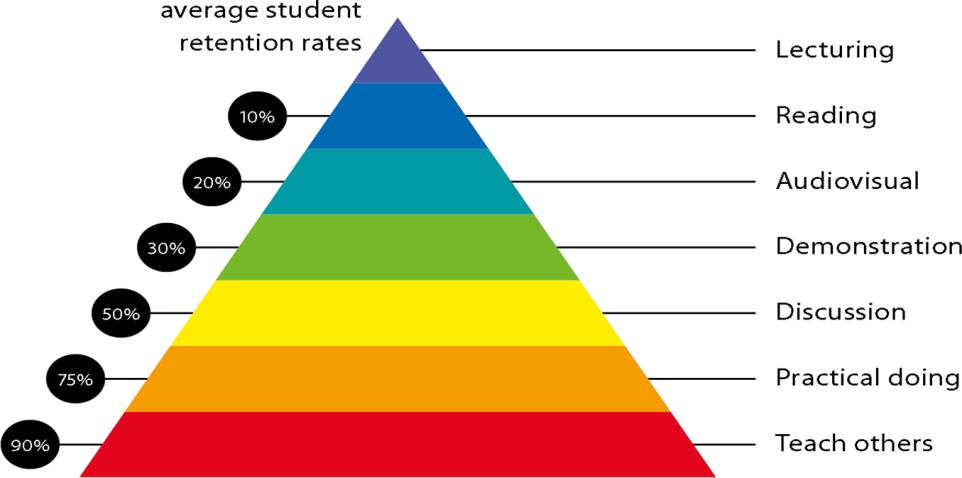 average student
retention rates
Lecturing
10%
Reading
20%
Audiovisual
30%
Demonstration
50%
Discussion
75%
Practical doing
90%
Teach others